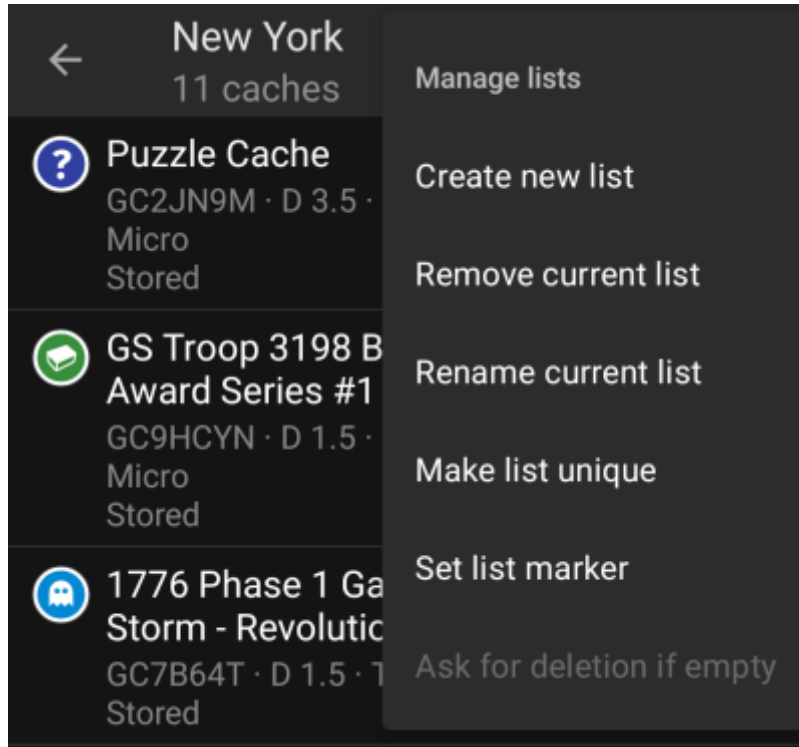 New York
11 caches
Puzzle Cache
GC2JN9M · D 3.5 ·
Micro
Stored
GS Troop 3198 B
Award Series #1
GC9HCYN · D 1.5 ·
Micro
Stored
1776 Phase 1 Ga
Storm - Revolutic
GC7B64T · D 1.5 · T
Stored
Manage lists
Create new list
Remove current list
Rename current list
Make list unique
Set list marker
Ask for deletion if empty